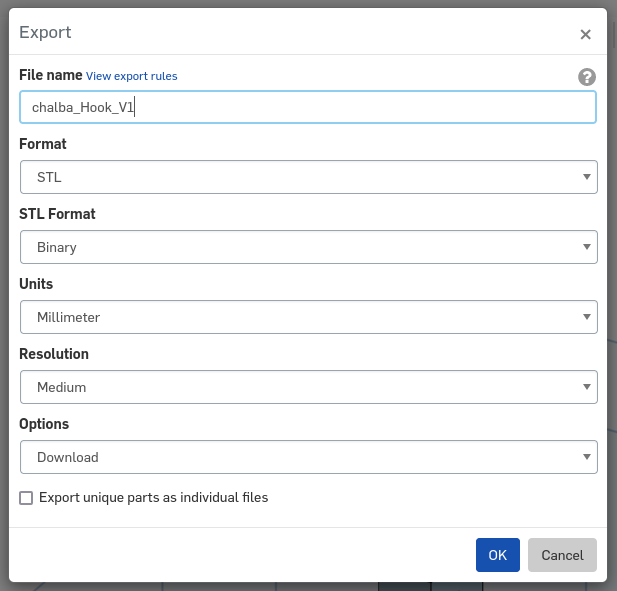 Export
×
File name View export rules
?
chalba_Hook_V1
Format
STL
STL Format
Binary
Units
Millimeter
Resolution
Medium
Options
Download
Export unique parts as individual files
OK Cancel